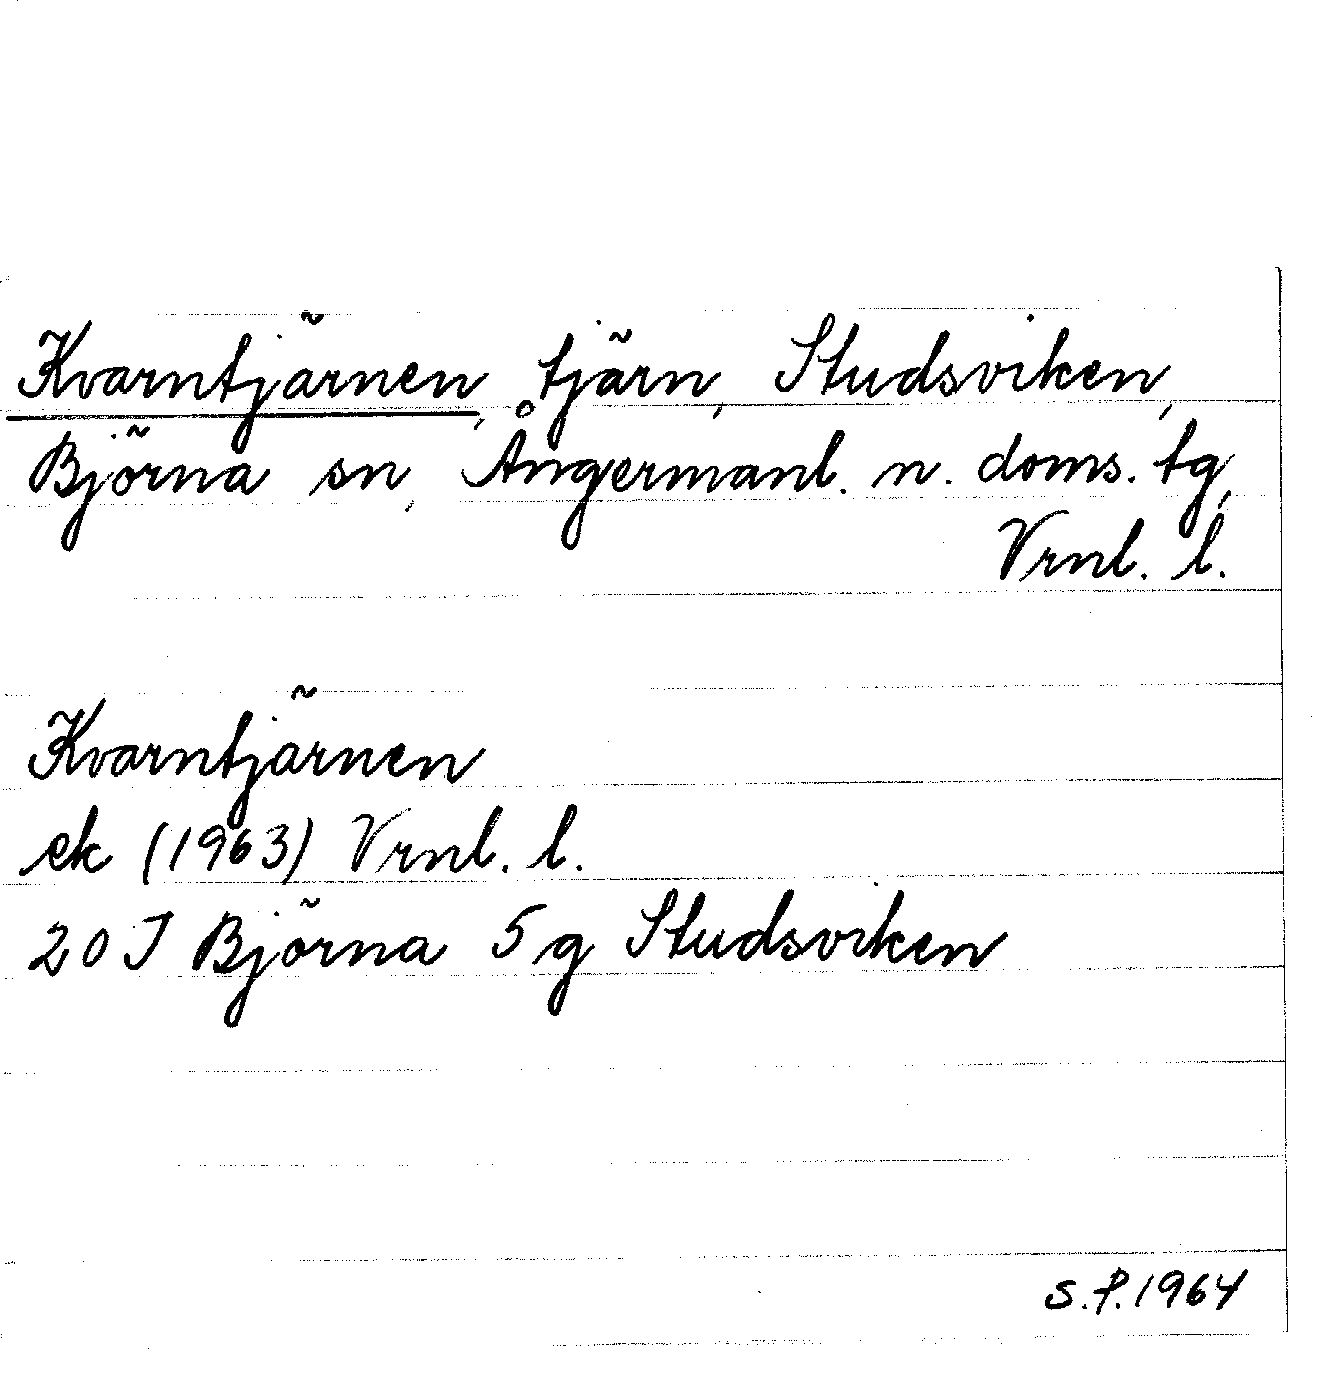 Kvarntjärnen, tjärn, Studsviken,
Björna sn, Ångermanl. n. doms. tg,
Vrnl. l.
Kvarntjärnen
ek (1963) Vrnl. l.
20 I Björna 5 g Studsviken
S.P. 1964